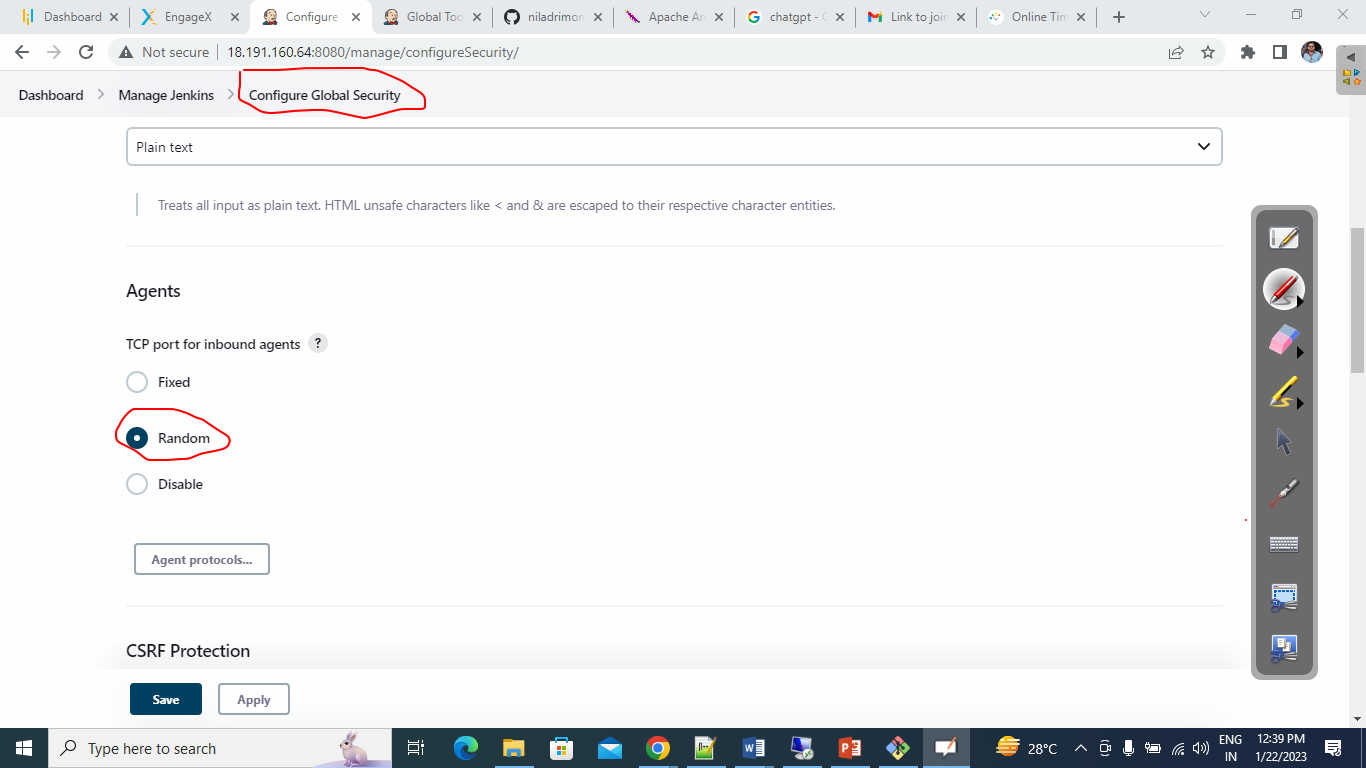 Dashboard
EngageX
Configure
Global Too
niladrimon
Apache An
chatgpt - G
Link to join
Online Tim
Not secure
18.191.160.64:8080/manage/configureSecurity/
Dashboard > Manage Jenkins > Configure Global Security
Plain text
Treats all input as plain text. HTML unsafe characters like < and & are escaped to their respective character entities.
Agents
TCP port for inbound agents ?
Fixed
Random
Disable
Agent protocols...
CSRF Protection
Save
Apply
Type here to search
28°C
ENG
IN
12:39 PM
1/22/2023